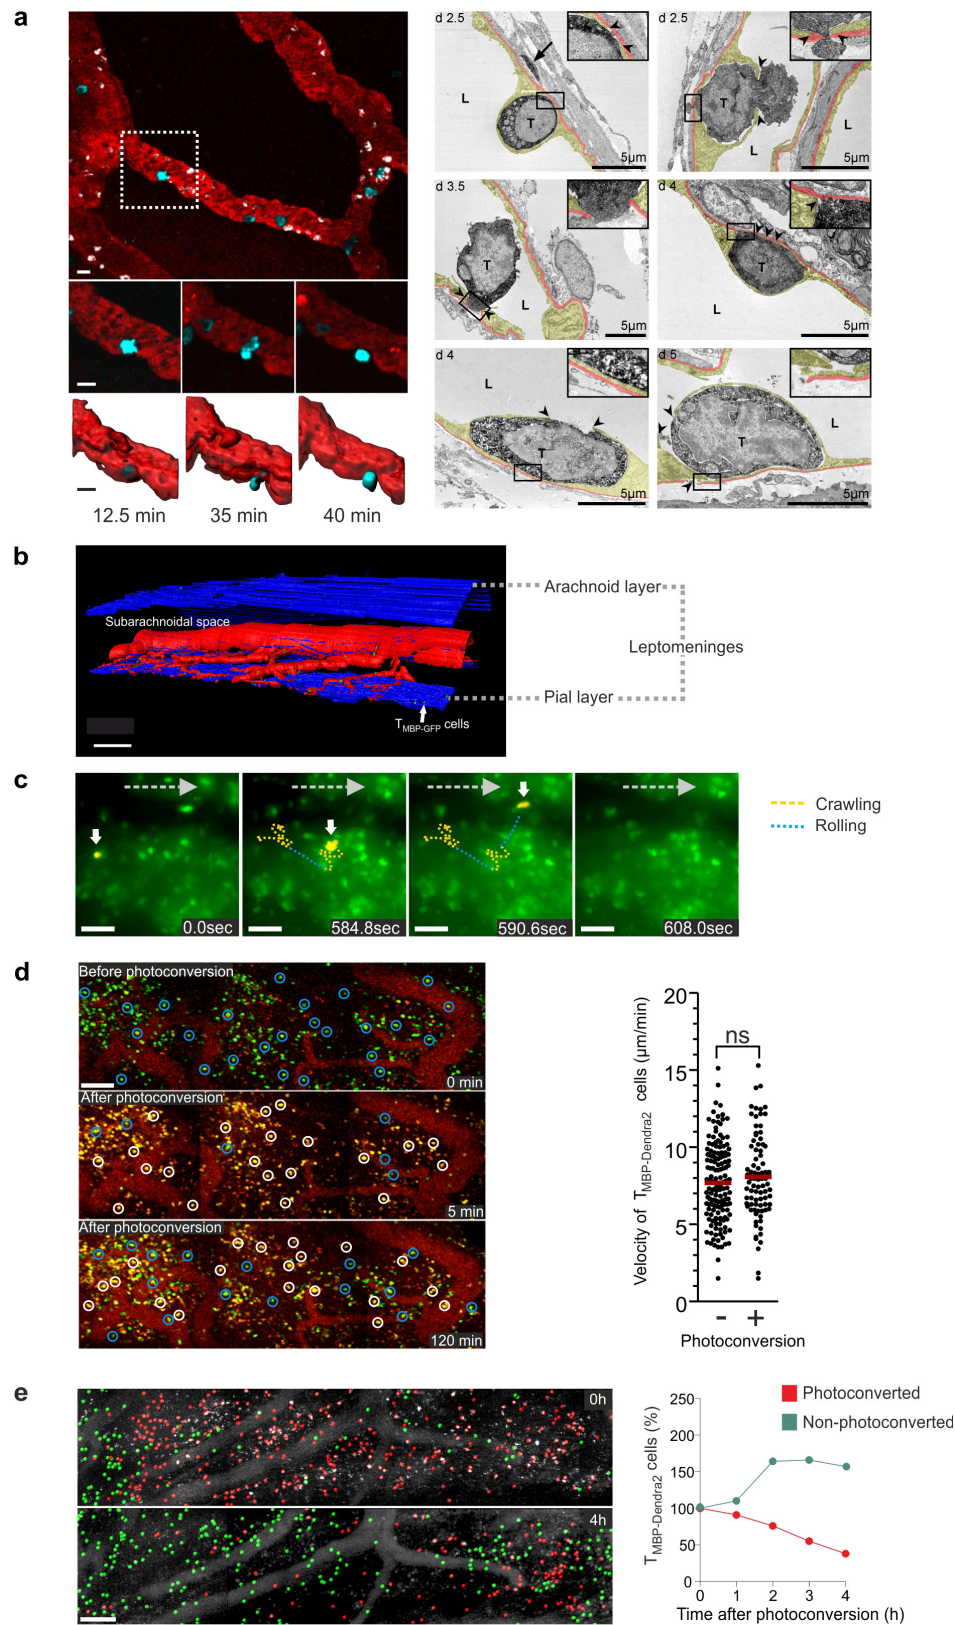 a
d 2.5
L
T
5µm
d 2.5
T
L
L
5µm
d 3.5
T
L
5µm
d 4
T
L
5µm
d 4
L
T
5µm
d 5
L
T
5µm
12.5 min
35 min
40 min
b
Subarachnoidal space
TMBP-GFP cells
Arachnoid layer
Leptomeninges
Pial layer
c
0.0sec
584.8sec
590.6sec
608.0sec
Crawling
Rolling
d
Before photoconversion
0 min
After photoconversion
5 min
After photoconversion
120 min
Velocity of TMBP-Dendra2 cells (µm/min)
20
15
10
5
0
ns
- +
Photoconversion
e
0h
4h
TMBP-Dendra2 cells (%)
250
200
150
100
50
0
0 1 2 3 4
Time after photoconversion (h)
Photoconverted
Non-photoconverted